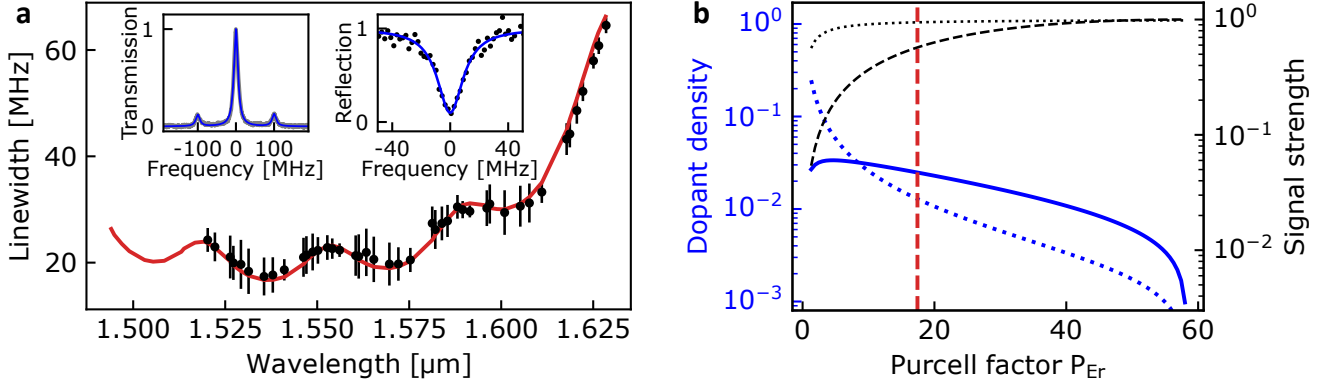 a
Linewidth [MHz]
60
40
20
1.500
1.525
1.550
1.575
1.600
1.625
Wavelength [μm]
Transmission
1
0
-100
0
100
Frequency [MHz]
Reflection
1
0
-40
0
40
Frequency [MHz]
b
Dopant density
10⁰
10⁻¹
10⁻²
10⁻³
0
20
40
60
Purcell factor P_Er
10⁰
10⁻¹
10⁻²
Signal strength